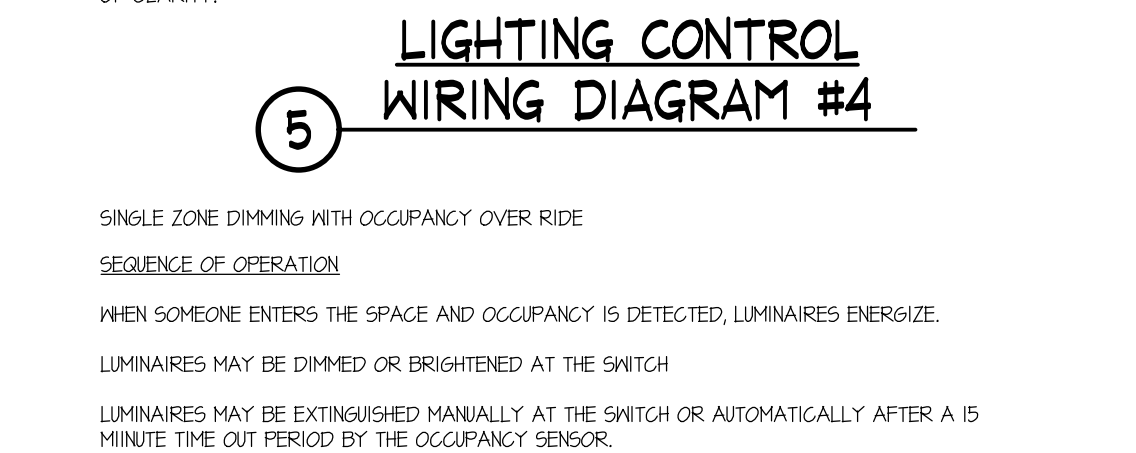 OF CLARITY.
LIGHTING CONTROL
WIRING DIAGRAM #4
5
SINGLE ZONE DIMMING WITH OCCUPANCY OVER RIDE
SEQUENCE OF OPERATION
WHEN SOMEONE ENTERS THE SPACE AND OCCUPANCY IS DETECTED, LUMINAIRES ENERGIZE.
LUMINAIRES MAY BE DIMMED OR BRIGHTENED AT THE SWITCH
LUMINAIRES MAY BE EXTINGUISHED MANUALLY AT THE SWITCH OR AUTOMATICALLY AFTER A 15
MIINUTE TIME OUT PERIOD BY THE OCCUPANCY SENSOR.